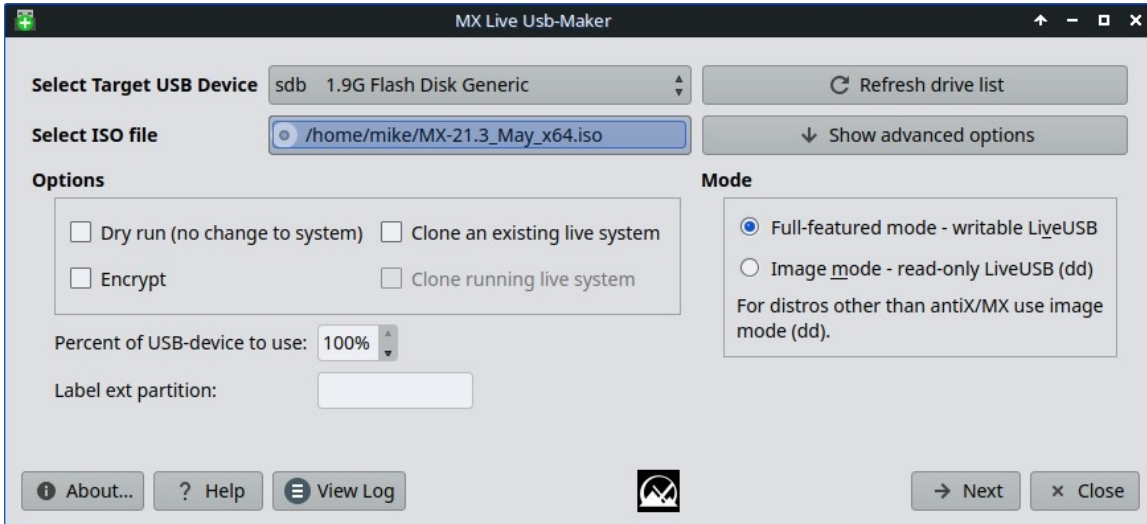 MX Live Usb-Maker
Select Target USB Device sdb 1.9G Flash Disk Generic Refresh drive list
Select ISO file /home/mike/MX-21.3_May_x64.iso Show advanced options
Options Mode
Dry run (no change to system) Clone an existing live system
Encrypt Clone running live system
Percent of USB-device to use: 100%
Label ext partition:
Full-featured mode - writable LiveUSB
Image mode - read-only LiveUSB (dd)
For distros other than antiX/MX use image
mode (dd).
About... ? Help View Log Next Close